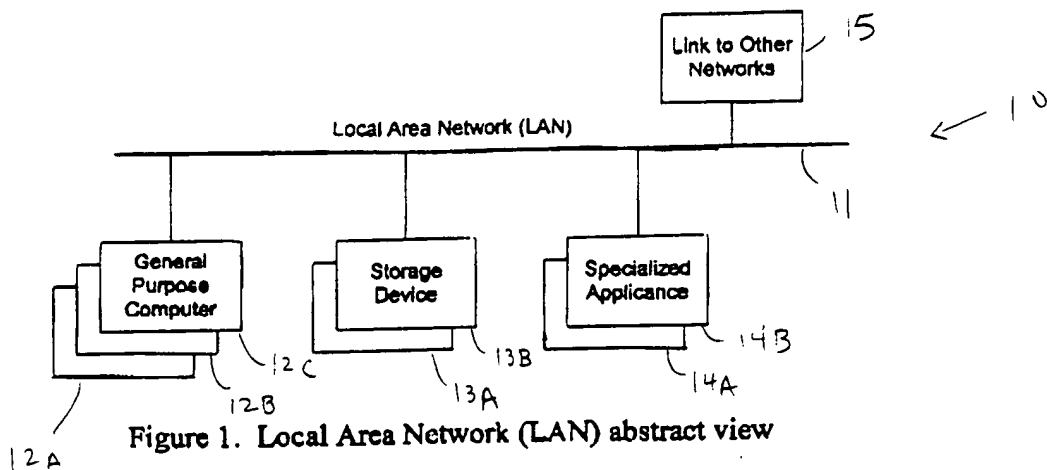 Link to Other
Networks
15
10
Local Area Network (LAN)
11
General
Purpose
Computer
Storage
Device
Specialized
Applicance
12C
13B
14B
12B
13A
14A
12A
Figure 1. Local Area Network (LAN) abstract view